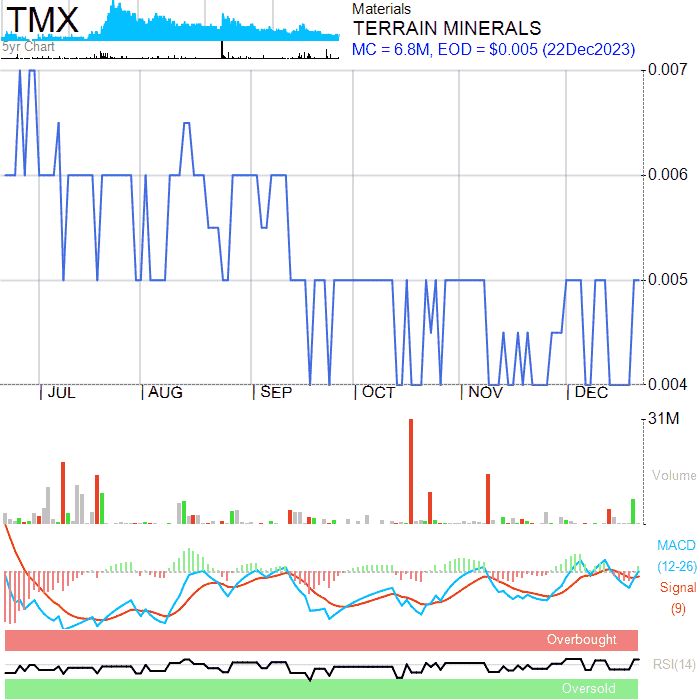 TMX
5yr Chart
Materials
TERRAIN MINERALS
MC = 6.8M, EOD = $0.005 (22Dec2023)
0.007
0.006
0.005
0.004
JUL AUG SEP OCT NOV DEC
31M
Volume
MACD
(12-26)
Signal
(9)
Overbought
RSI(14)
Oversold